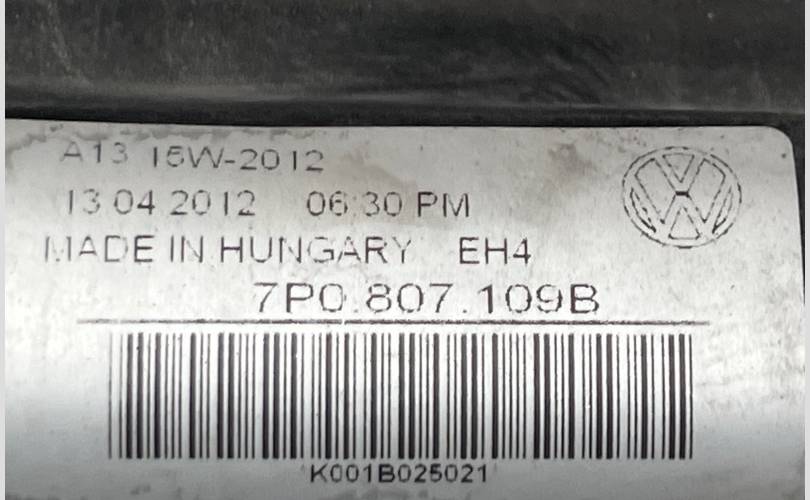 A13 15W-2012
13.04.2012 06:30 PM
MADE IN HUNGARY EH4
7P0.807.109B
K001B025021